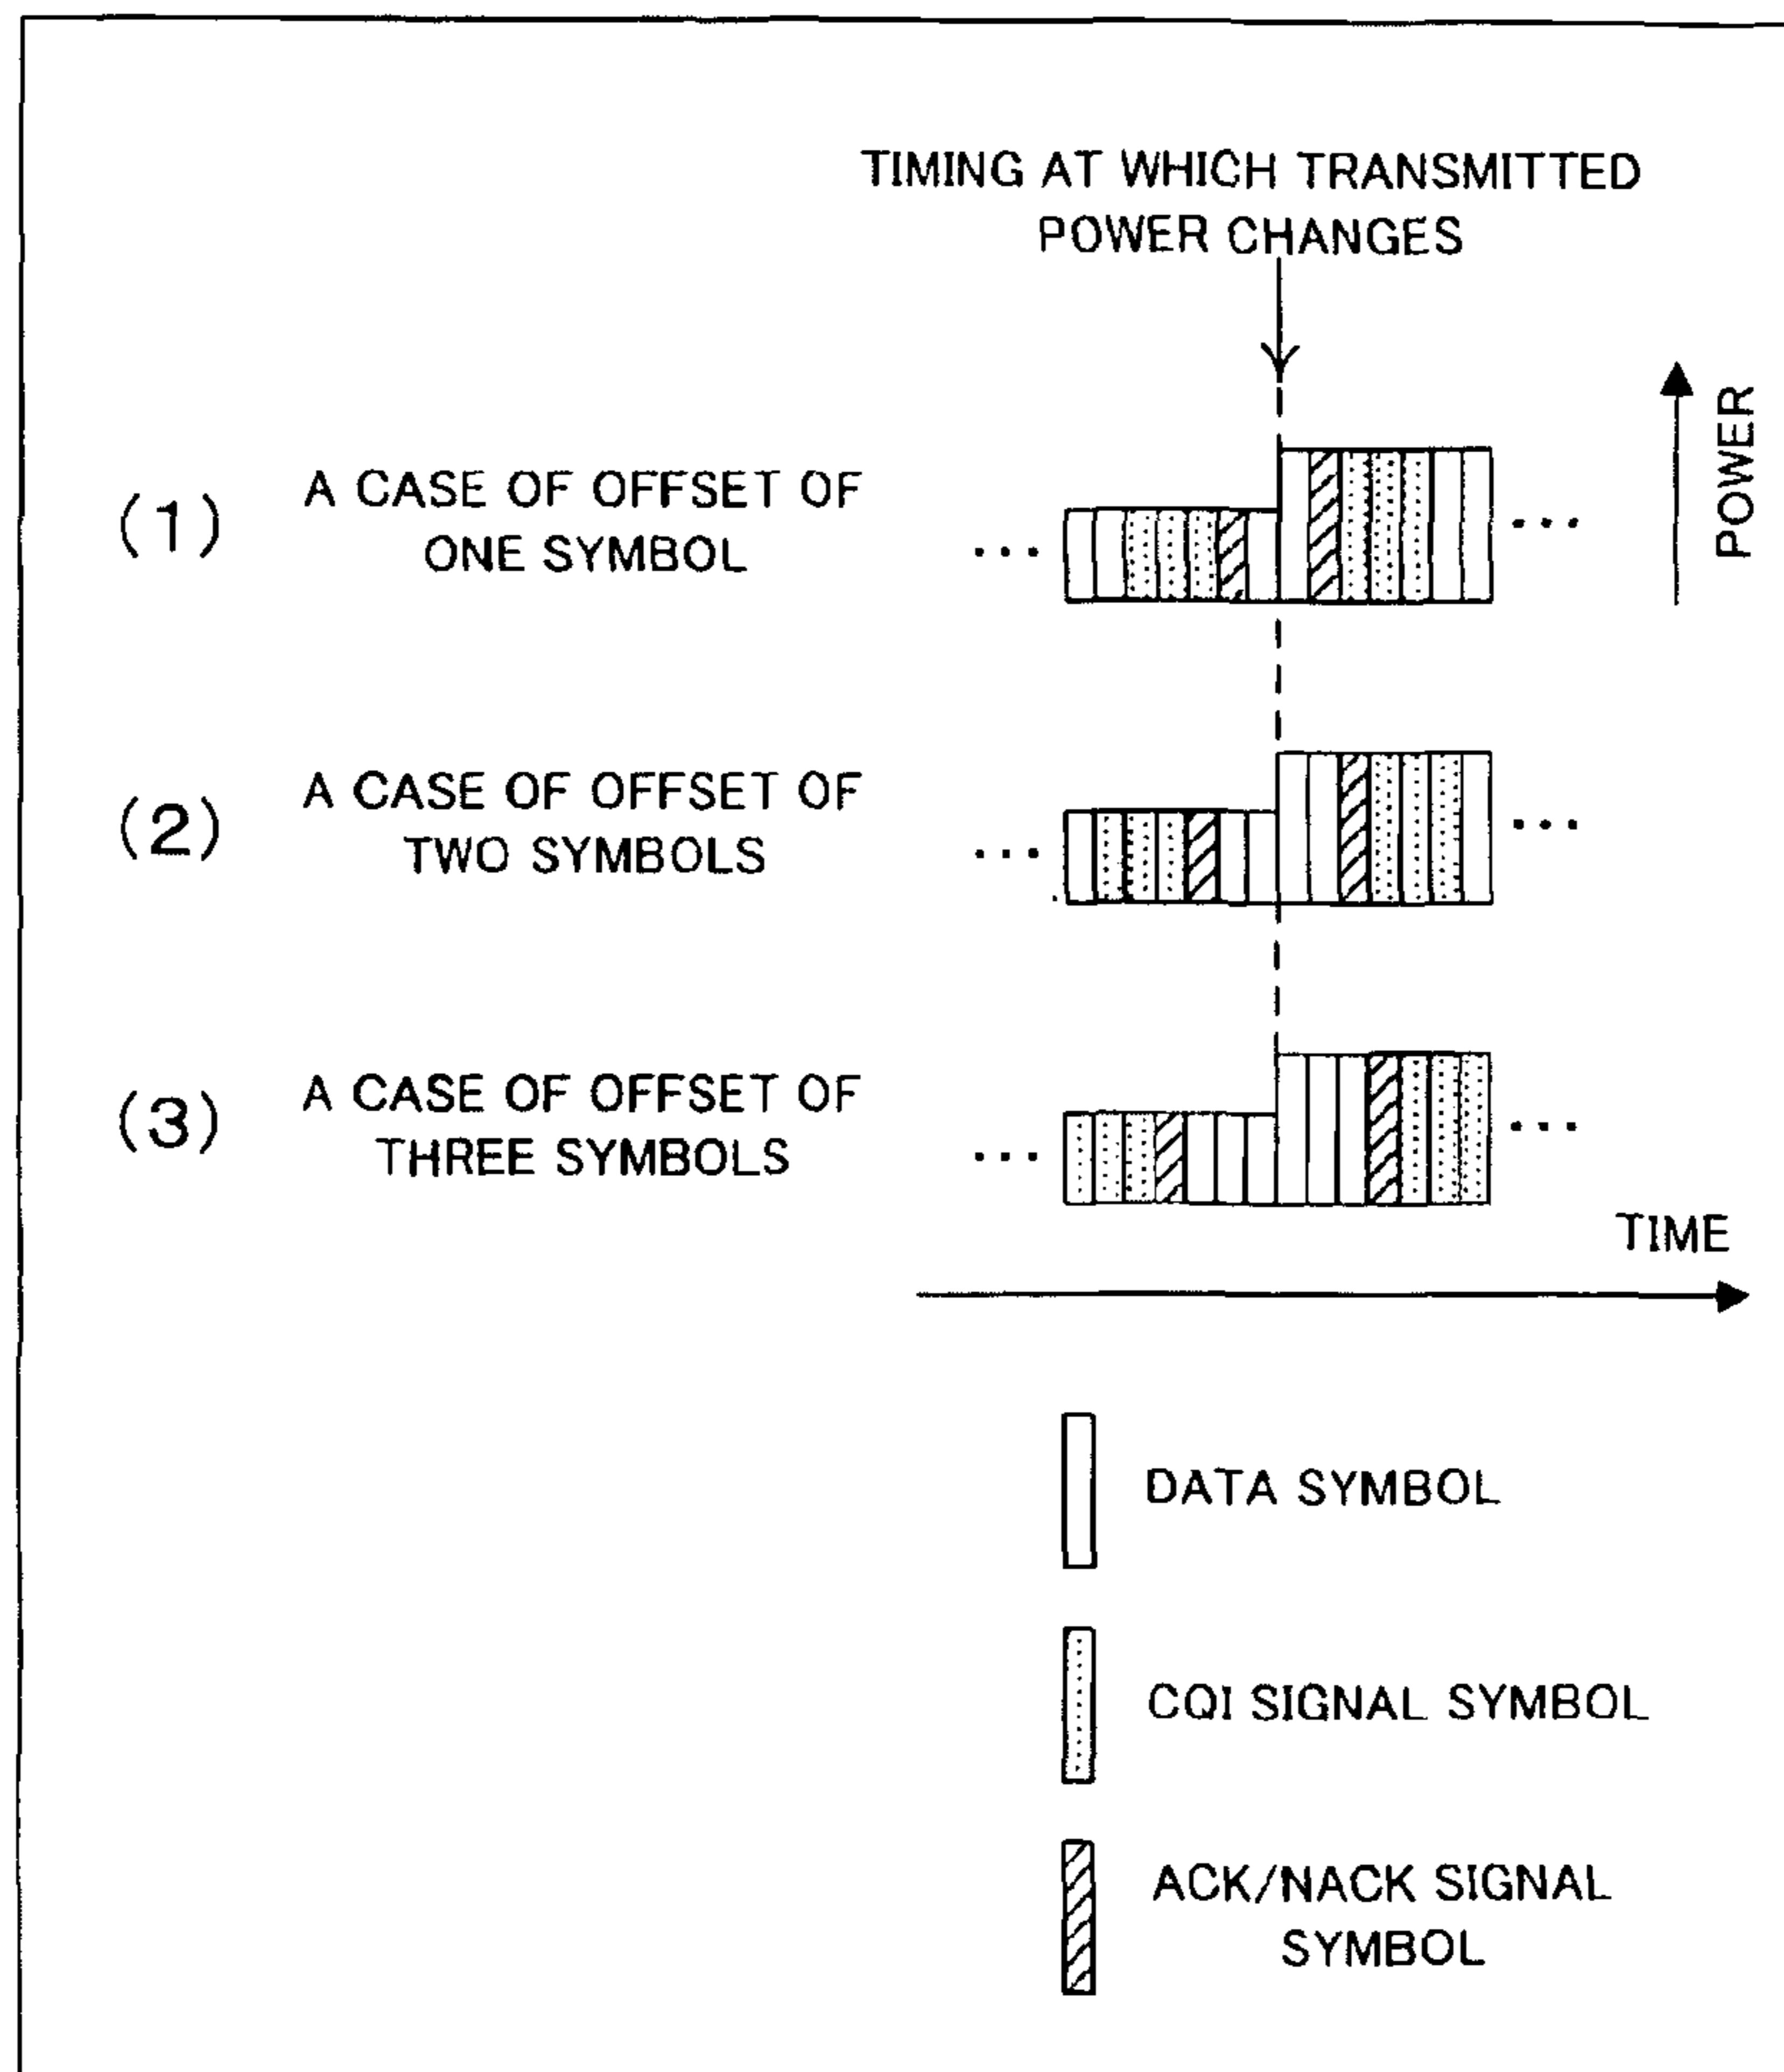 TIMING AT WHICH TRANSMITTED
POWER CHANGES
POWER
(1)
A CASE OF OFFSET OF
ONE SYMBOL
...
...
(2)
A CASE OF OFFSET OF
TWO SYMBOLS
...
...
(3)
A CASE OF OFFSET OF
THREE SYMBOLS
...
...
TIME
DATA SYMBOL
CQI SIGNAL SYMBOL
ACK/NACK SIGNAL
SYMBOL